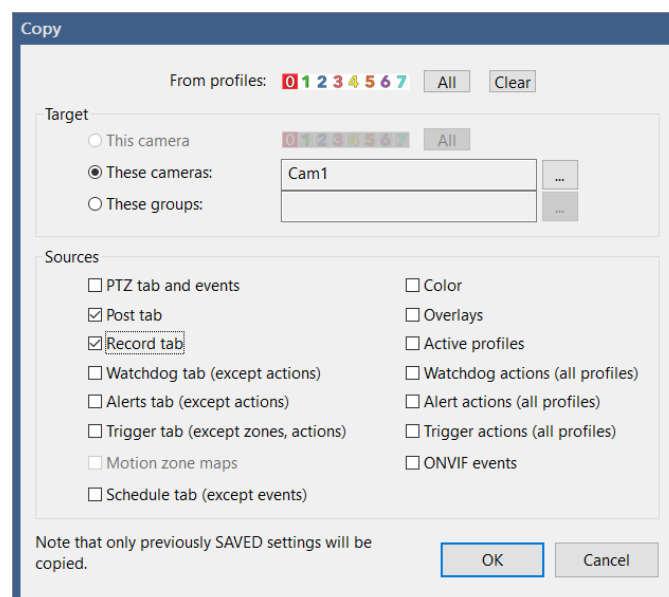 Copy
From profiles: 0 1 2 3 4 5 6 7 All Clear
Target
This camera 0 1 2 3 4 5 6 7 All
These cameras: Cam1 ...
These groups: ...
Sources
PTZ tab and events
Color
Post tab
Overlays
Record tab
Active profiles
Watchdog tab (except actions)
Watchdog actions (all profiles)
Alerts tab (except actions)
Alert actions (all profiles)
Trigger tab (except zones, actions)
Trigger actions (all profiles)
Motion zone maps
ONVIF events
Schedule tab (except events)
Note that only previously SAVED settings will be
copied.
OK Cancel